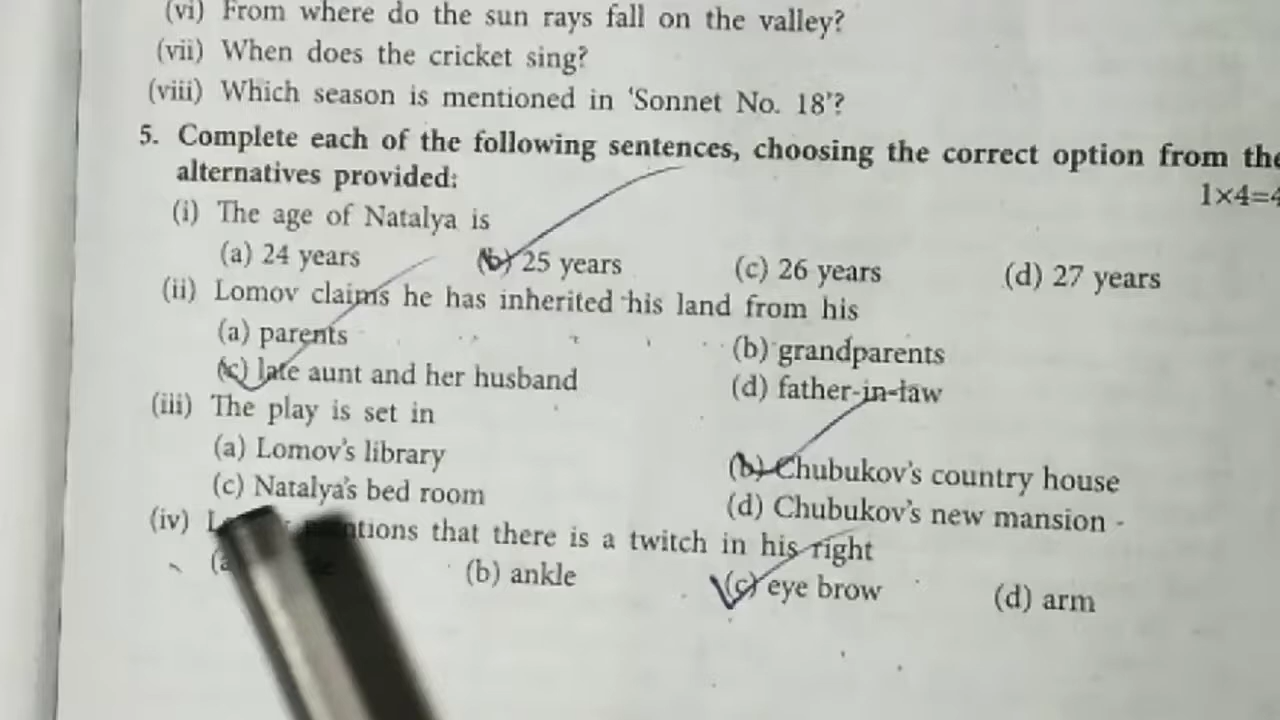 (vi) From where do the sun rays fall on the valley?
(vii) When does the cricket sing?
(viii) Which season is mentioned in 'Sonnet No. 18'?
5. Complete each of the following sentences, choosing the correct option from the
alternatives provided:
1×4=4
(i) The age of Natalya is
(a) 24 years (b) 25 years (c) 26 years (d) 27 years
(ii) Lomov claims he has inherited his land from his
(a) parents (b) grandparents
(c) late aunt and her husband (d) father-in-law
(iii) The play is set in
(a) Lomov's library (b) Chubukov's country house
(c) Natalya's bed room (d) Chubukov's new mansion -
(iv) that there is a twitch in his right
(b) ankle (c) eye brow (d) arm